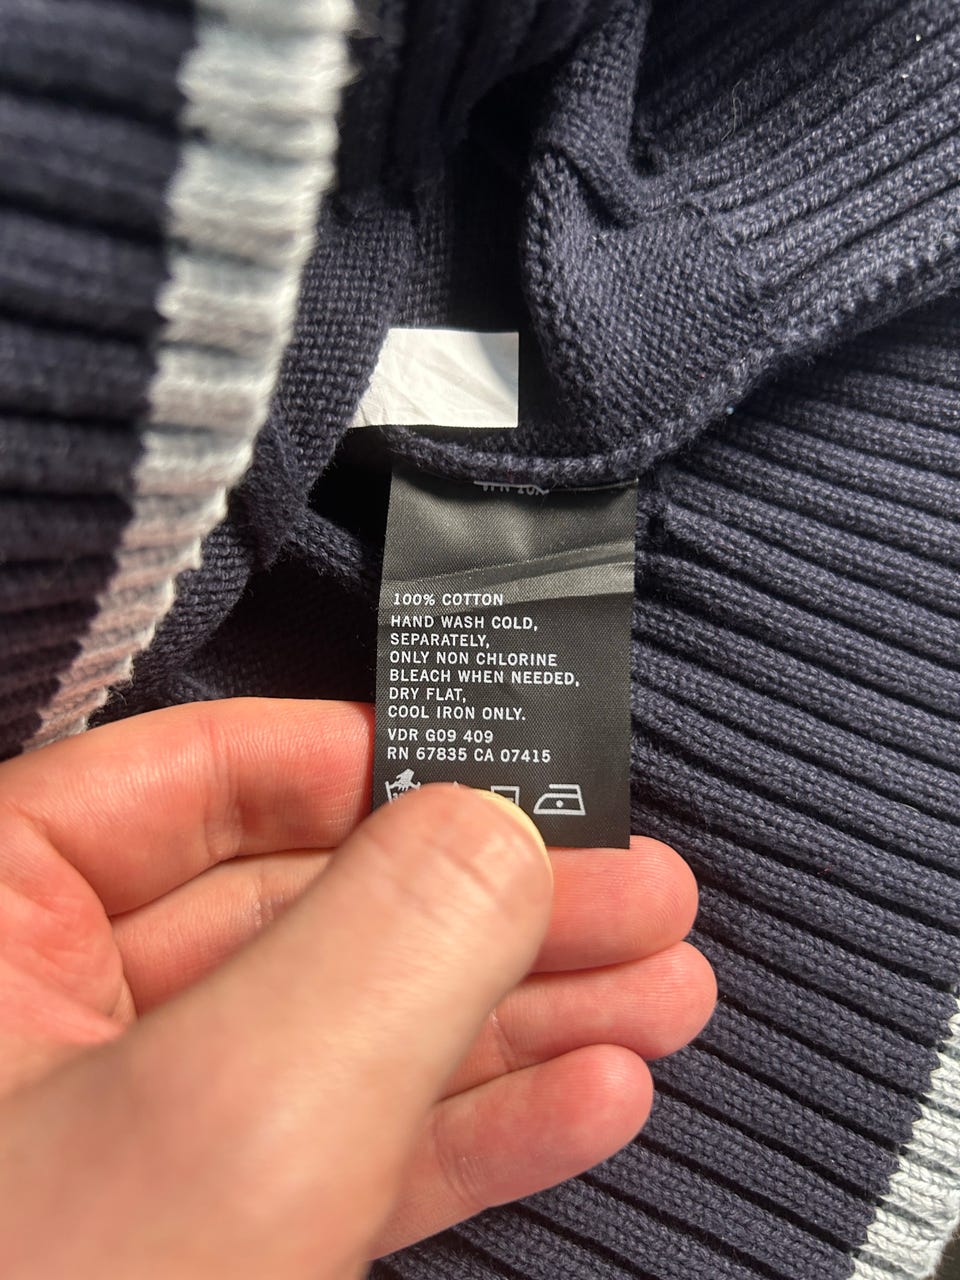 100% COTTON
HAND WASH COLD,
SEPARATELY,
ONLY NON CHLORINE
BLEACH WHEN NEEDED,
DRY FLAT,
COOL IRON ONLY.
VDR G09 409
RN 67835 CA 07415